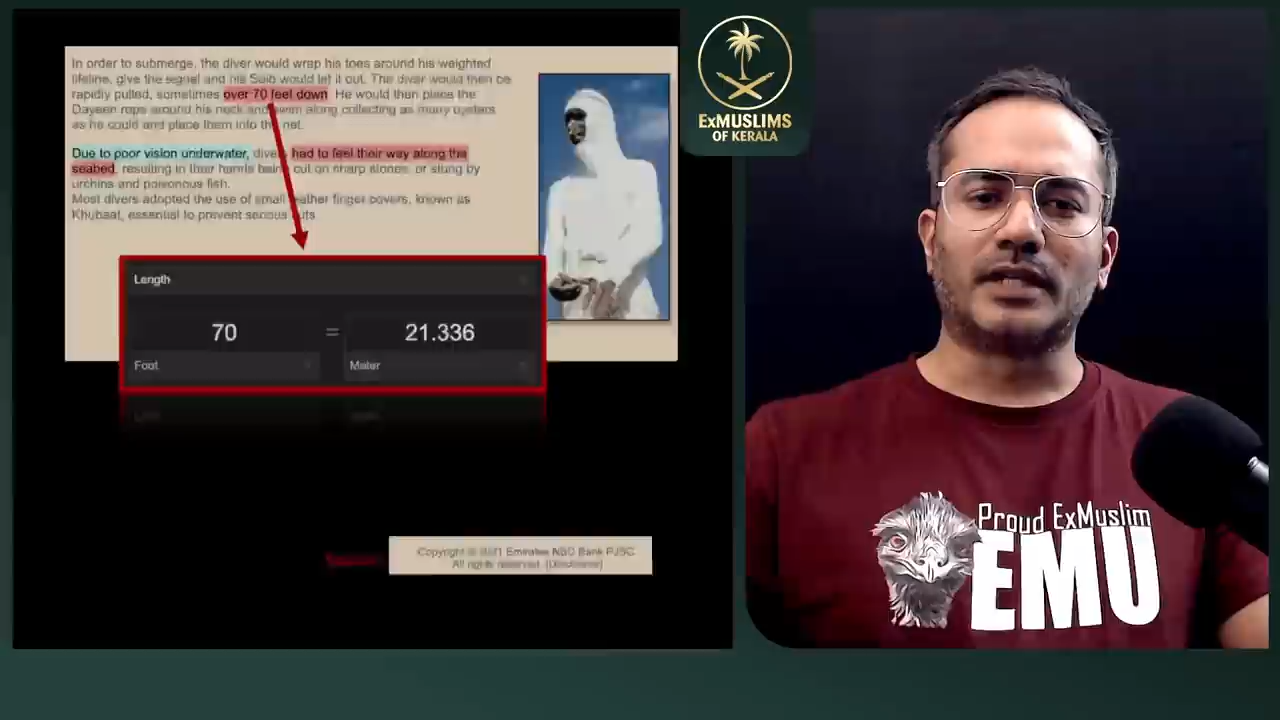 In order to submerge, the diver would wrap his toes around his weighted
lifeline, give the signal and his Saib would let it out. The diver would then be
rapidly pulled, sometimes over 70 feel down He would then place the
Dayeen rope around his neck and swim along collecting as many oysters
as he could and place them into the net.
Due to poor vision underwater, divers had to feel their way along the
seabed, resulting in their hands being cut on sharp stones, or stung by
urchins and poisonous fish.
Most divers adopted the use of small leather finger covers, known as
Khubaat, essential to prevent serious cuts
Length
70 = 21.336
Foot Meter
Copyright © 2021 Emirates NBD Bank PJSC
All rights reserved. [Disclaimer]
ExMUSLIMS
OF KERALA
Proud ExMuslim
EMU